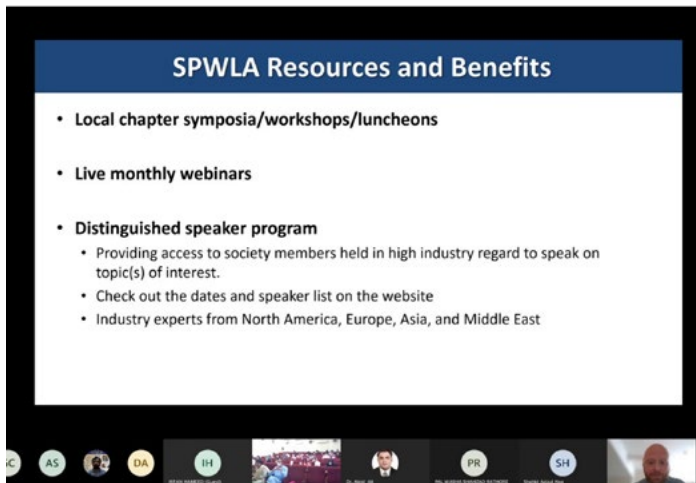 SPWLA Resources and Benefits
• Local chapter symposia/workshops/luncheons
• Live monthly webinars
• Distinguished speaker program
• Providing access to society members held in high industry regard to speak on
topic(s) of interest.
• Check out the dates and speaker list on the website
• Industry experts from North America, Europe, Asia, and Middle East
AS
DA
IH
PR
SH